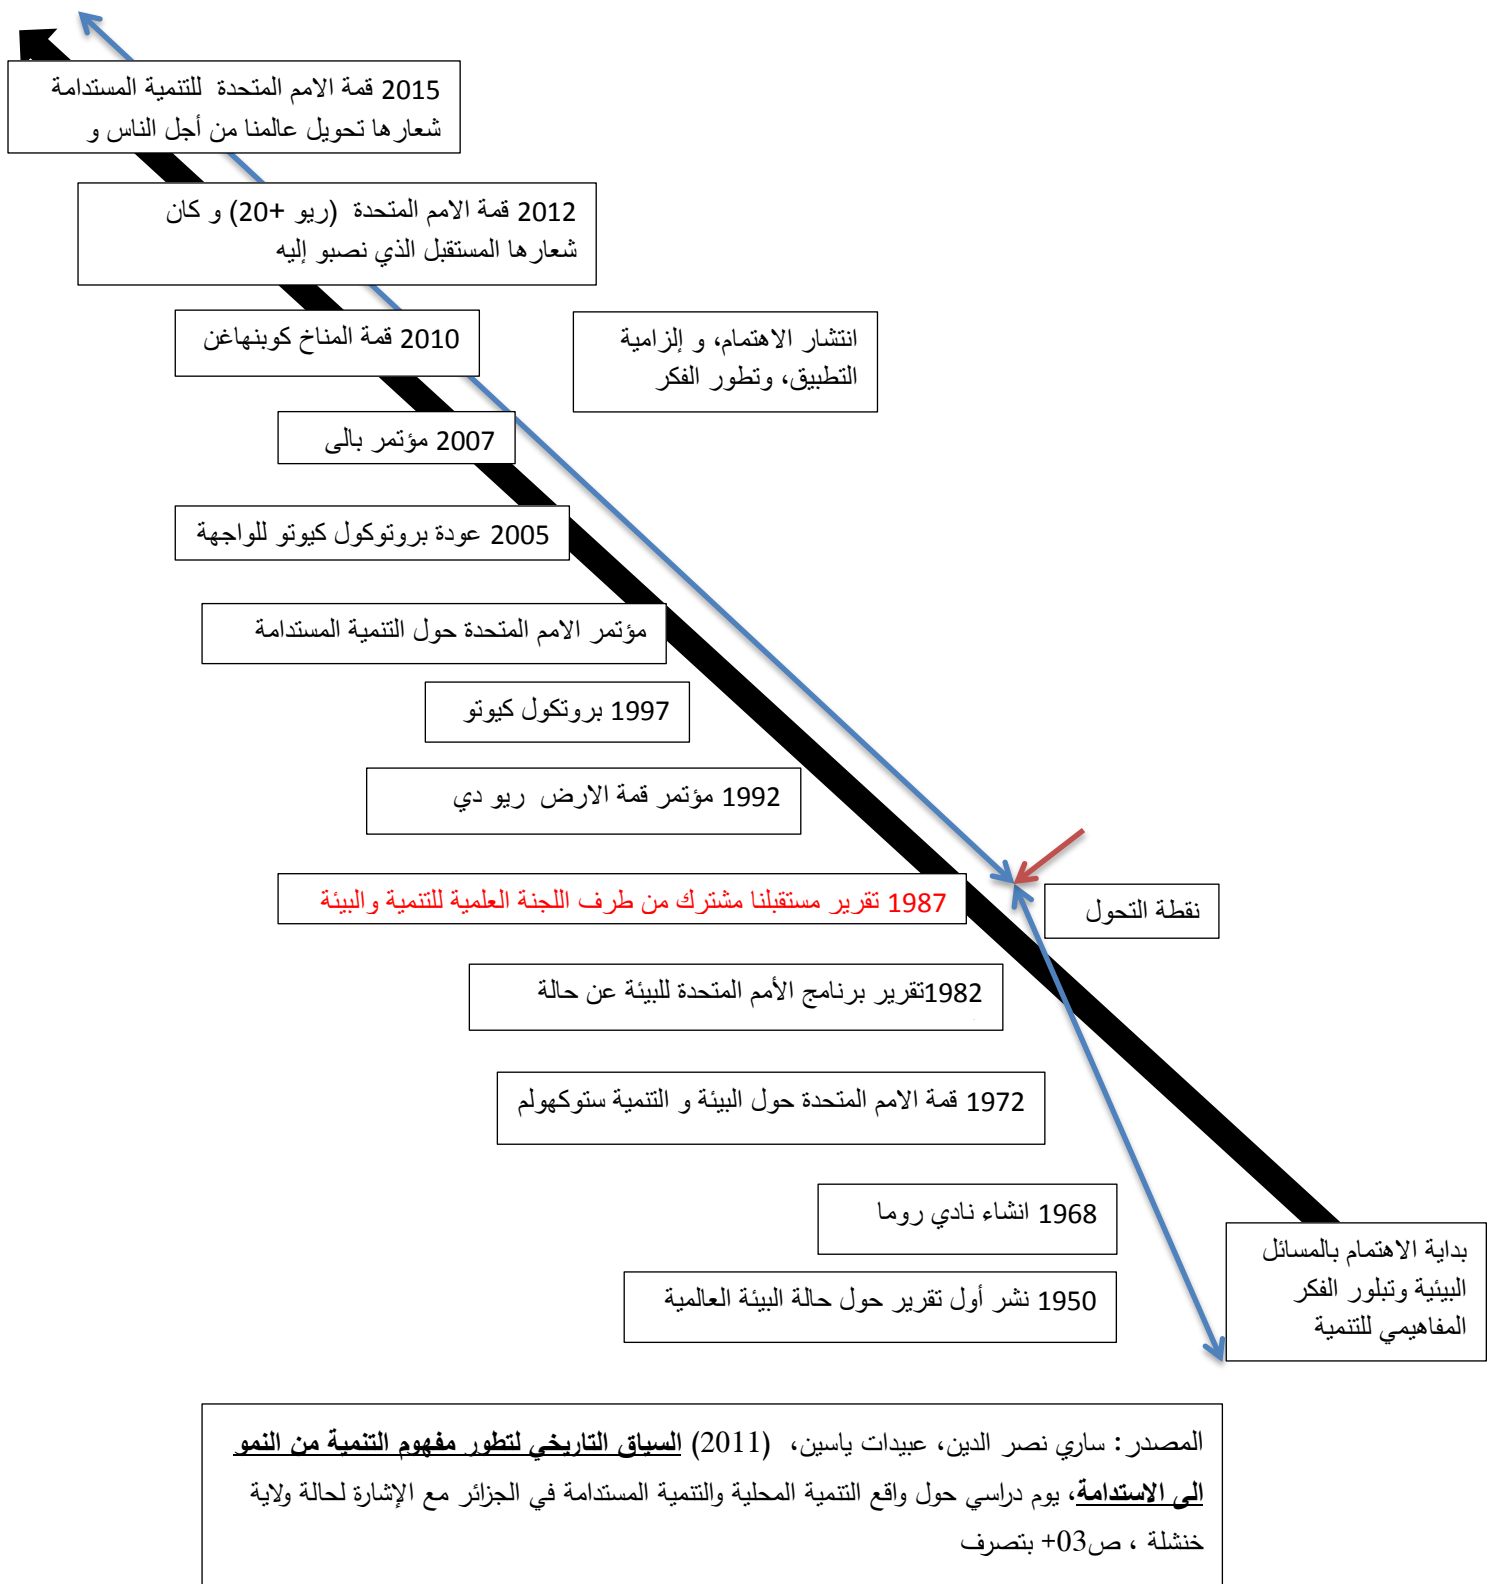 2015 قمة الامم المتحدة للتنمية المستدامة
شعارها تحويل عالمنا من أجل الناس و
2012 قمة الامم المتحدة (ريو +20) و كان
شعارها المستقبل الذي نصبو إليه
2010 قمة المناخ كوبنهاغن
انتشار الاهتمام، و إلزامية
التطبيق، وتطور الفكر
2007 مؤتمر بالى
2005 عودة بروتوكول كيوتو للواجهة
مؤتمر الامم المتحدة حول التنمية المستدامة
1997 بروتكول كيوتو
1992 مؤتمر قمة الارض ريو دي
1987 تقرير مستقبلنا مشترك من طرف اللجنة العلمية للتنمية والبيئة
نقطة التحول
1982تقرير برنامج الأمم المتحدة للبيئة عن حالة
1972 قمة الامم المتحدة حول البيئة و التنمية ستوكهولم
1968 انشاء نادي روما
بداية الاهتمام بالمسائل
البيئية وتبلور الفكر
المفاهيمي للتنمية
1950 نشر أول تقرير حول حالة البيئة العالمية
المصدر: ساري نصر الدين، عبيدات ياسين، (2011) السياق التاريخي لتطور مفهوم التنمية من النمو
الى الاستدامة، يوم دراسي حول واقع التنمية المحلية والتنمية المستدامة في الجزائر مع الإشارة لحالة ولاية
خنشلة ، ص03+ بتصرف